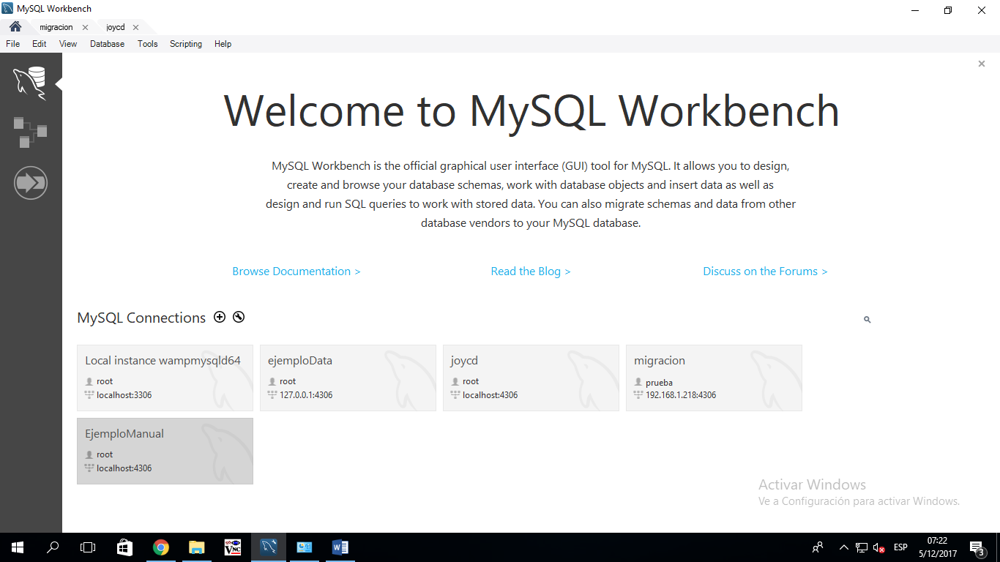 MySQL Workbench
migracion
joycd
File Edit View Database Tools Scripting Help
Welcome to MySQL Workbench
MySQL Workbench is the official graphical user interface (GUI) tool for MySQL. It allows you to design,
create and browse your database schemas, work with database objects and insert data as well as
design and run SQL queries to work with stored data. You can also migrate schemas and data from other
database vendors to your MySQL database.
Browse Documentation > Read the Blog > Discuss on the Forums >
MySQL Connections
Local instance wampmysqld64
root
localhost:3306
ejemploData
root
127.0.0.1:4306
joycd
root
localhost:4306
migracion
prueba
192.168.1.218:4306
EjemploManual
root
localhost:4306
Activar Windows
Ve a Configuración para activar Windows.
VNC
ESP
07:22
5/12/2017
3